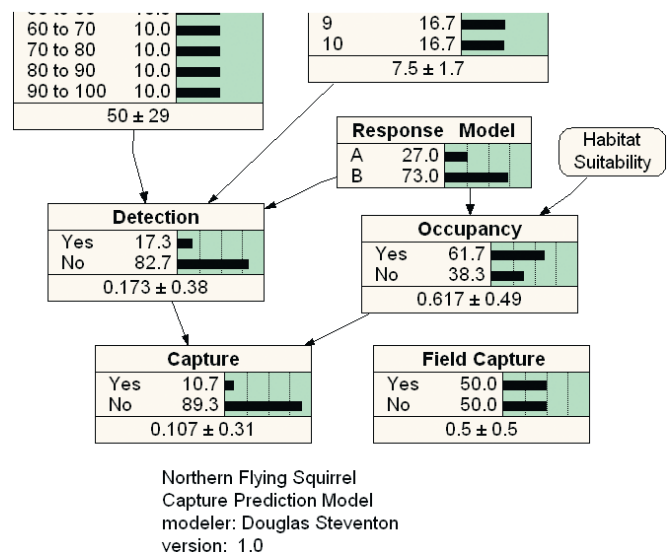 60 to 70 10.0
70 to 80 10.0
80 to 90 10.0
90 to 100 10.0
50 ± 29
9 16.7
10 16.7
7.5 ± 1.7
Response Model
A 27.0
B 73.0
Habitat
Suitability
Detection
Yes 17.3
No 82.7
0.173 ± 0.38
Occupancy
Yes 61.7
No 38.3
0.617 ± 0.49
Capture
Yes 10.7
No 89.3
0.107 ± 0.31
Field Capture
Yes 50.0
No 50.0
0.5 ± 0.5
Northern Flying Squirrel
Capture Prediction Model
modeler: Douglas Steventon
version: 1.0